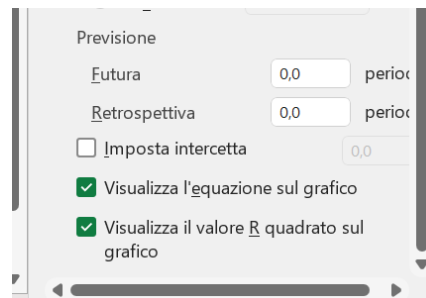 Previsione
Futura 0,0
Retrospettiva 0,0
Imposta intercetta 0,0
Visualizza l'equazione sul grafico
Visualizza il valore R quadrato sul
grafico